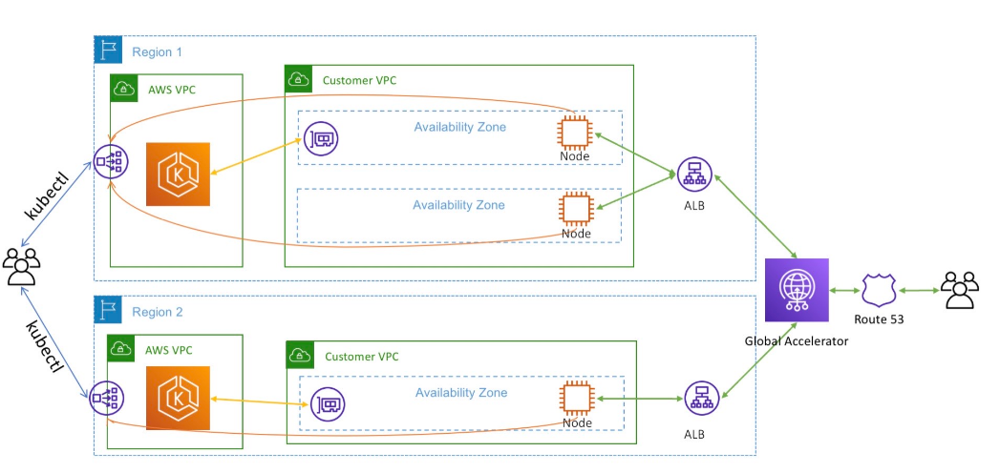 Region 1
AWS VPC
Customer VPC
Availability Zone
Node
kubectl
ALB
Availability Zone
Node
Region 2
Global Accelerator
Route 53
kubectl
AWS VPC
Customer VPC
Availability Zone
Node
ALB